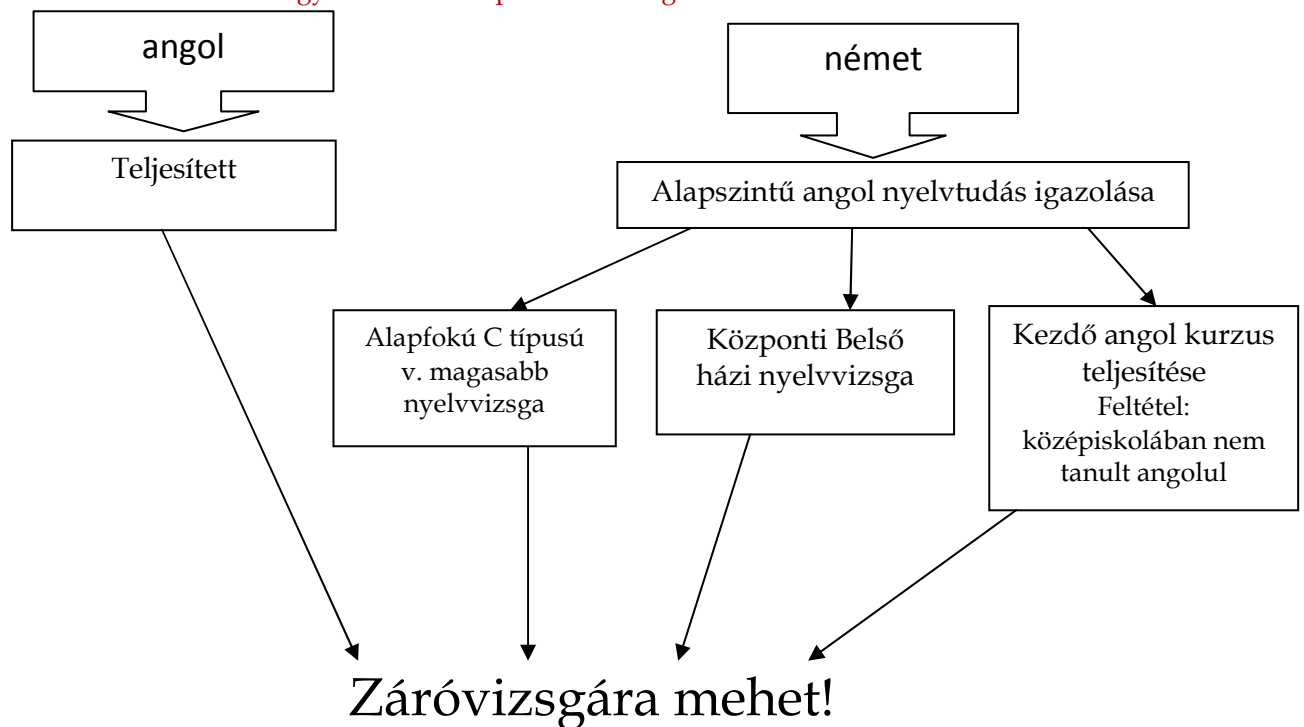 angol
német
Teljesített
Alapszintű angol nyelvtudás igazolása
Alapfokú C típusú
v. magasabb
nyelvvizsga
Központi Belső
házi nyelvvizsga
Kezdő angol kurzus
teljesítése
Feltétel:
középiskolában nem
tanult angolul
Záróvizsgára mehet!